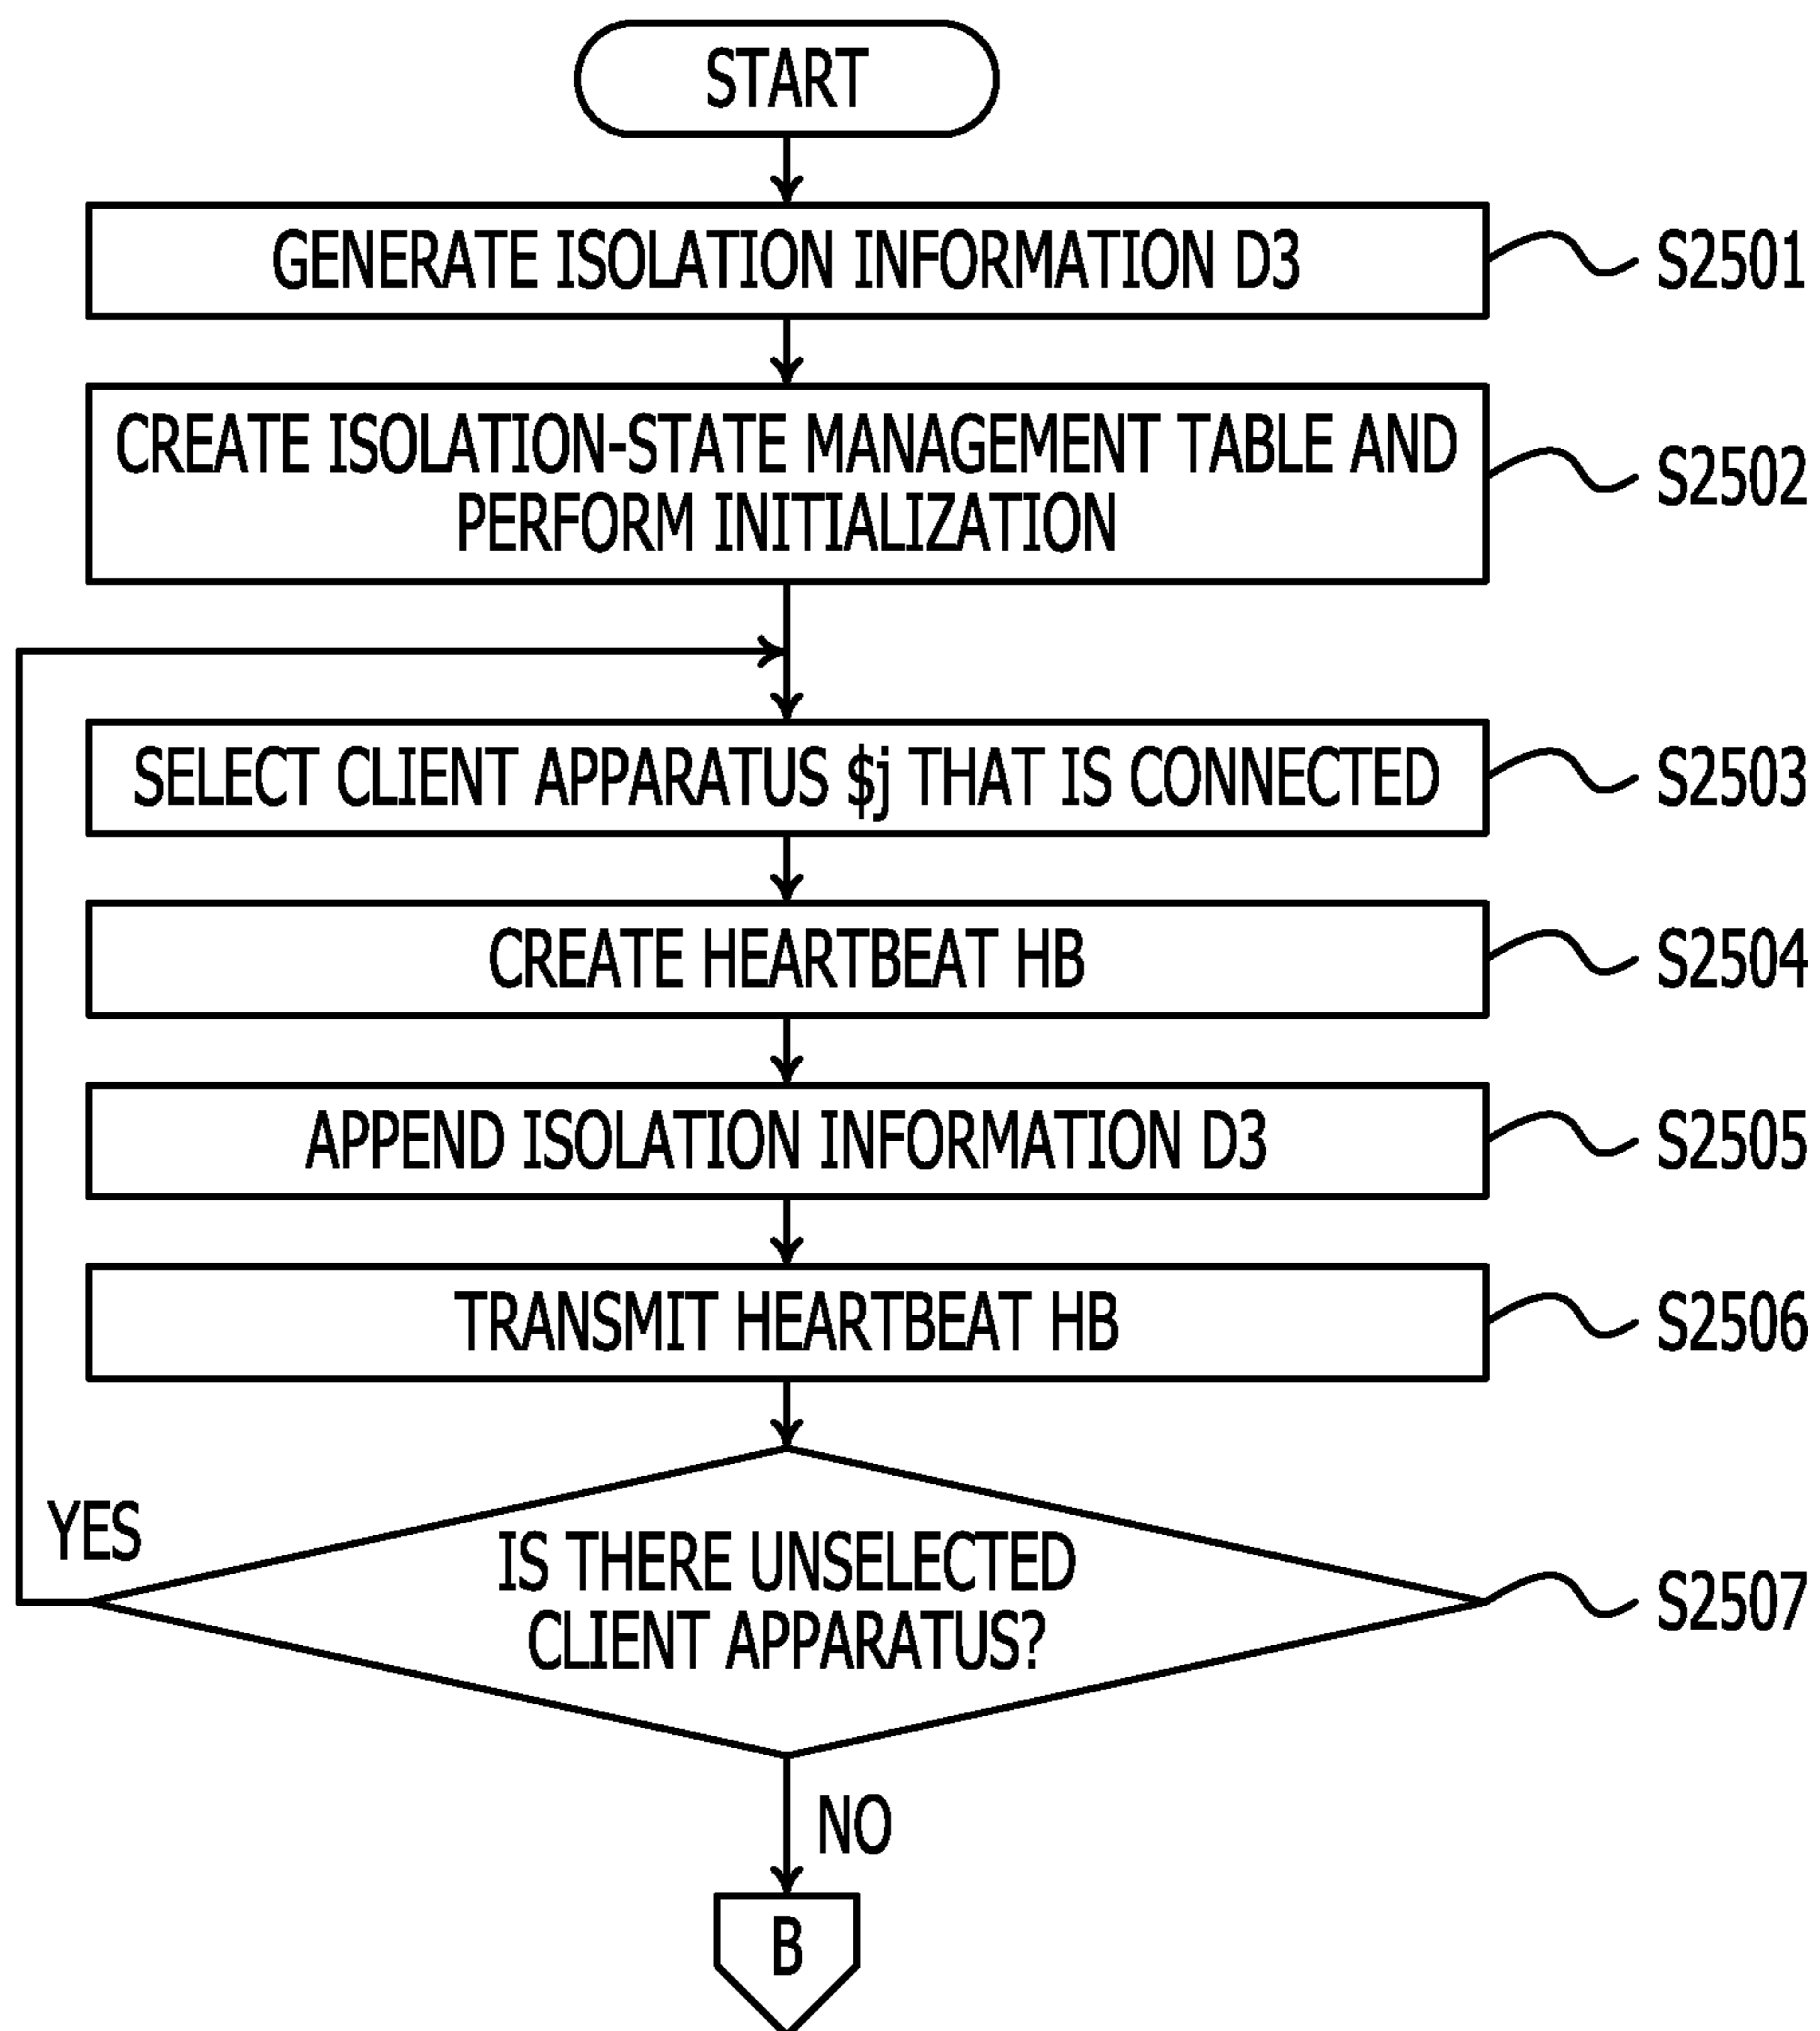 START
GENERATE ISOLATION INFORMATION D3
S2501
CREATE ISOLATION-STATE MANAGEMENT TABLE AND
PERFORM INITIALIZATION
S2502
SELECT CLIENT APPARATUS $j THAT IS CONNECTED
S2503
CREATE HEARTBEAT HB
S2504
APPEND ISOLATION INFORMATION D3
S2505
TRANSMIT HEARTBEAT HB
S2506
YES
IS THERE UNSELECTED
CLIENT APPARATUS?
S2507
NO
B